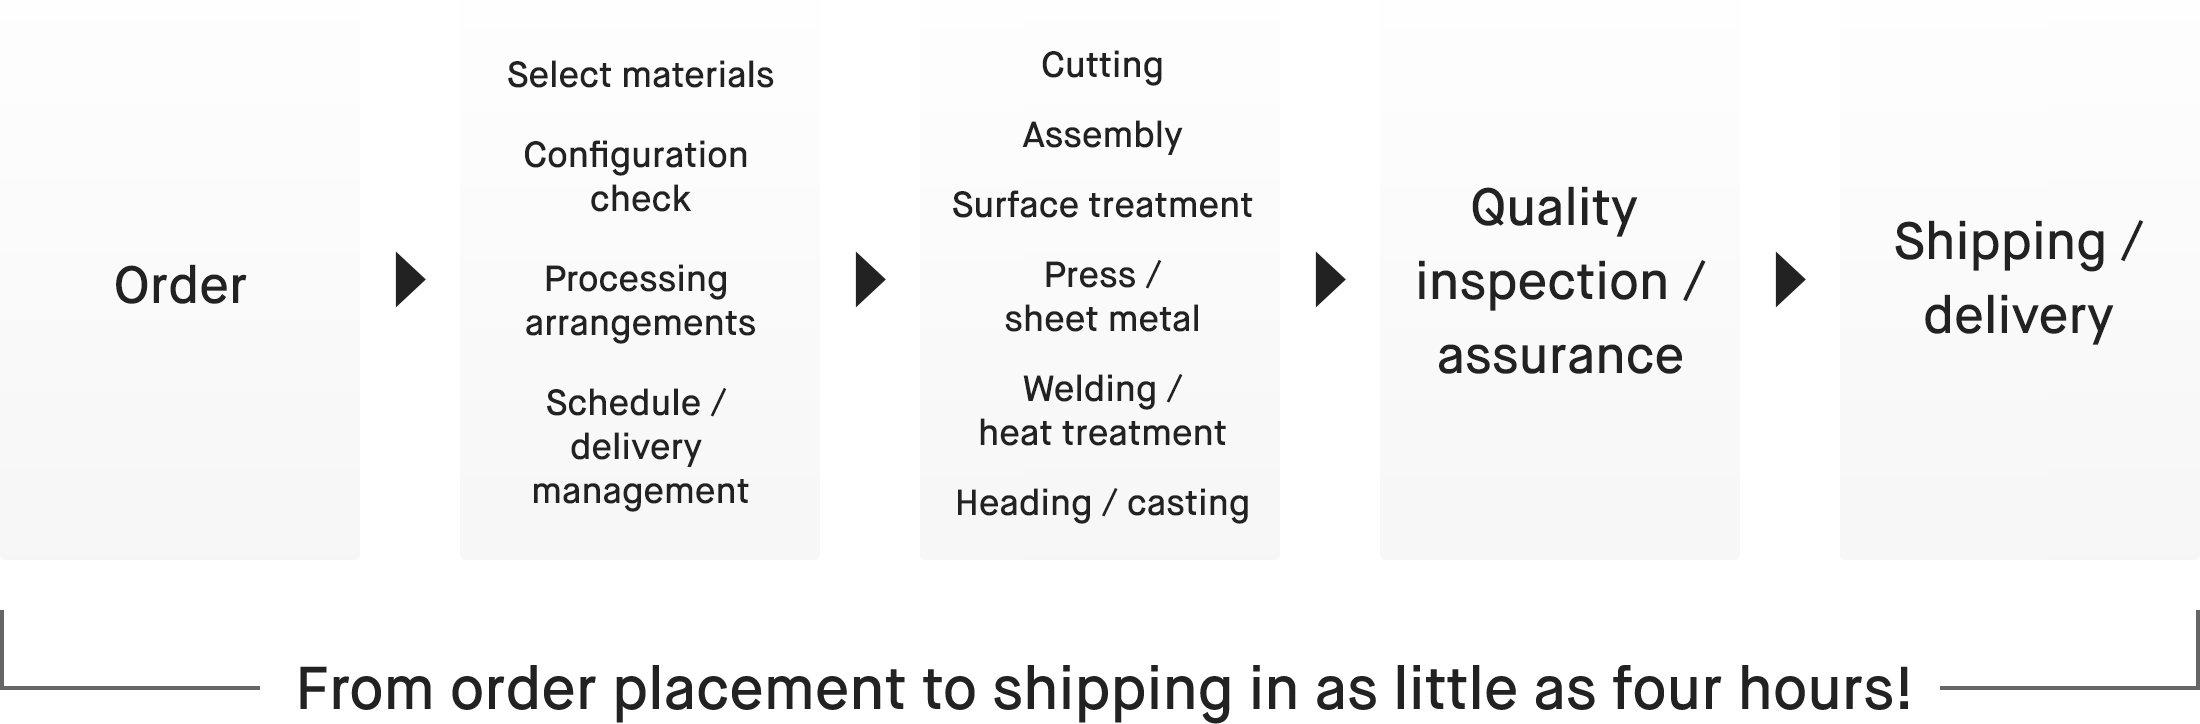 Order
Select materials
Configuration
check
Processing
arrangements
Schedule /
delivery
management
Cutting
Assembly
Surface treatment
Press /
sheet metal
Welding /
heat treatment
Heading / casting
Quality
inspection /
assurance
Shipping /
delivery
From order placement to shipping in as little as four hours!